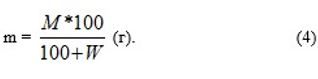 m = M*100 / 100+W (г). (4)